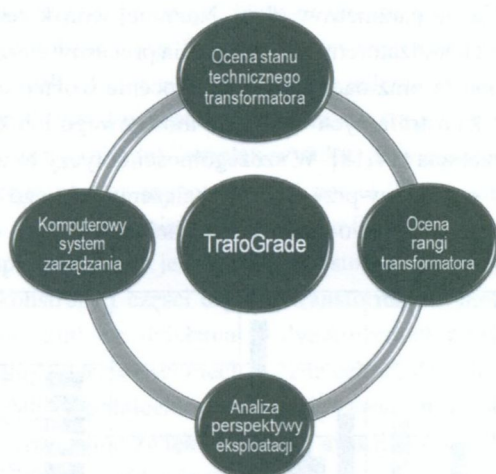 Ocena stanu
technicznego
transformatora
Komputerowy
system
zarządzania
TrafoGrade
Ocena
rangi
transformatora
Analiza
perspektywy
eksploatacji